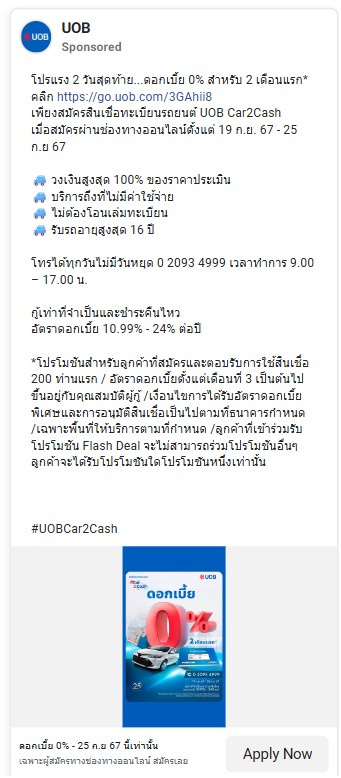 UOB
UOB
Sponsored
โปรแรง 2 วันสุดท้าย...ดอกเบี้ย 0% สำหรับ 2 เดือนแรก*
คลิก https://go.uob.com/3GAhii8
เพียงสมัครสินเชื่อทะเบียนรถยนต์ UOB Car2Cash
เมื่อสมัครผ่านช่องทางออนไลน์ตั้งแต่ 19 ก.ย. 67 - 25
ก.ย 67
🚙 วงเงินสูงสุด 100% ของราคาประเมิน
🚙 บริการถึงที่ไม่มีค่าใช้จ่าย
🚙 ไม่ต้องโอนเล่มทะเบียน
🚙 รับรถอายุสูงสุด 16 ปี
โทรได้ทุกวันไม่มีวันหยุด 0 2093 4999 เวลาทำการ 9.00
– 17.00 น.
กู้เท่าที่จำเป็นและชำระคืนไหว
อัตราดอกเบี้ย 10.99% - 24% ต่อปี
*โปรโมชันสำหรับลูกค้าที่สมัครและตอบรับการใช้สินเชื่อ
200 ท่านแรก / อัตราดอกเบี้ยตั้งแต่เดือนที่ 3 เป็นต้นไป
ขึ้นอยู่กับคุณสมบัติผู้กู้ /เงื่อนไขการได้รับอัตราดอกเบี้ย
พิเศษและการอนุมัติสินเชื่อเป็นไปตามที่ธนาคารกำหนด
/เฉพาะพื้นที่ให้บริการตามที่กำหนด /ลูกค้าที่เข้าร่วมรับ
โปรโมชัน Flash Deal จะไม่สามารถร่วมโปรโมชันอื่นๆ
ลูกค้าจะได้รับโปรโมชันใดโปรโมชันหนึ่งเท่านั้น
#UOBCar2Cash
UOB
ดอกเบี้ย
0%
2 เดือนแรก*
0 2093 4999
ดอกเบี้ย 0% - 25 ก.ย 67 นี้เท่านั้น
เฉพาะผู้สมัครทางช่องทางออนไลน์ สมัครเลย
Apply Now